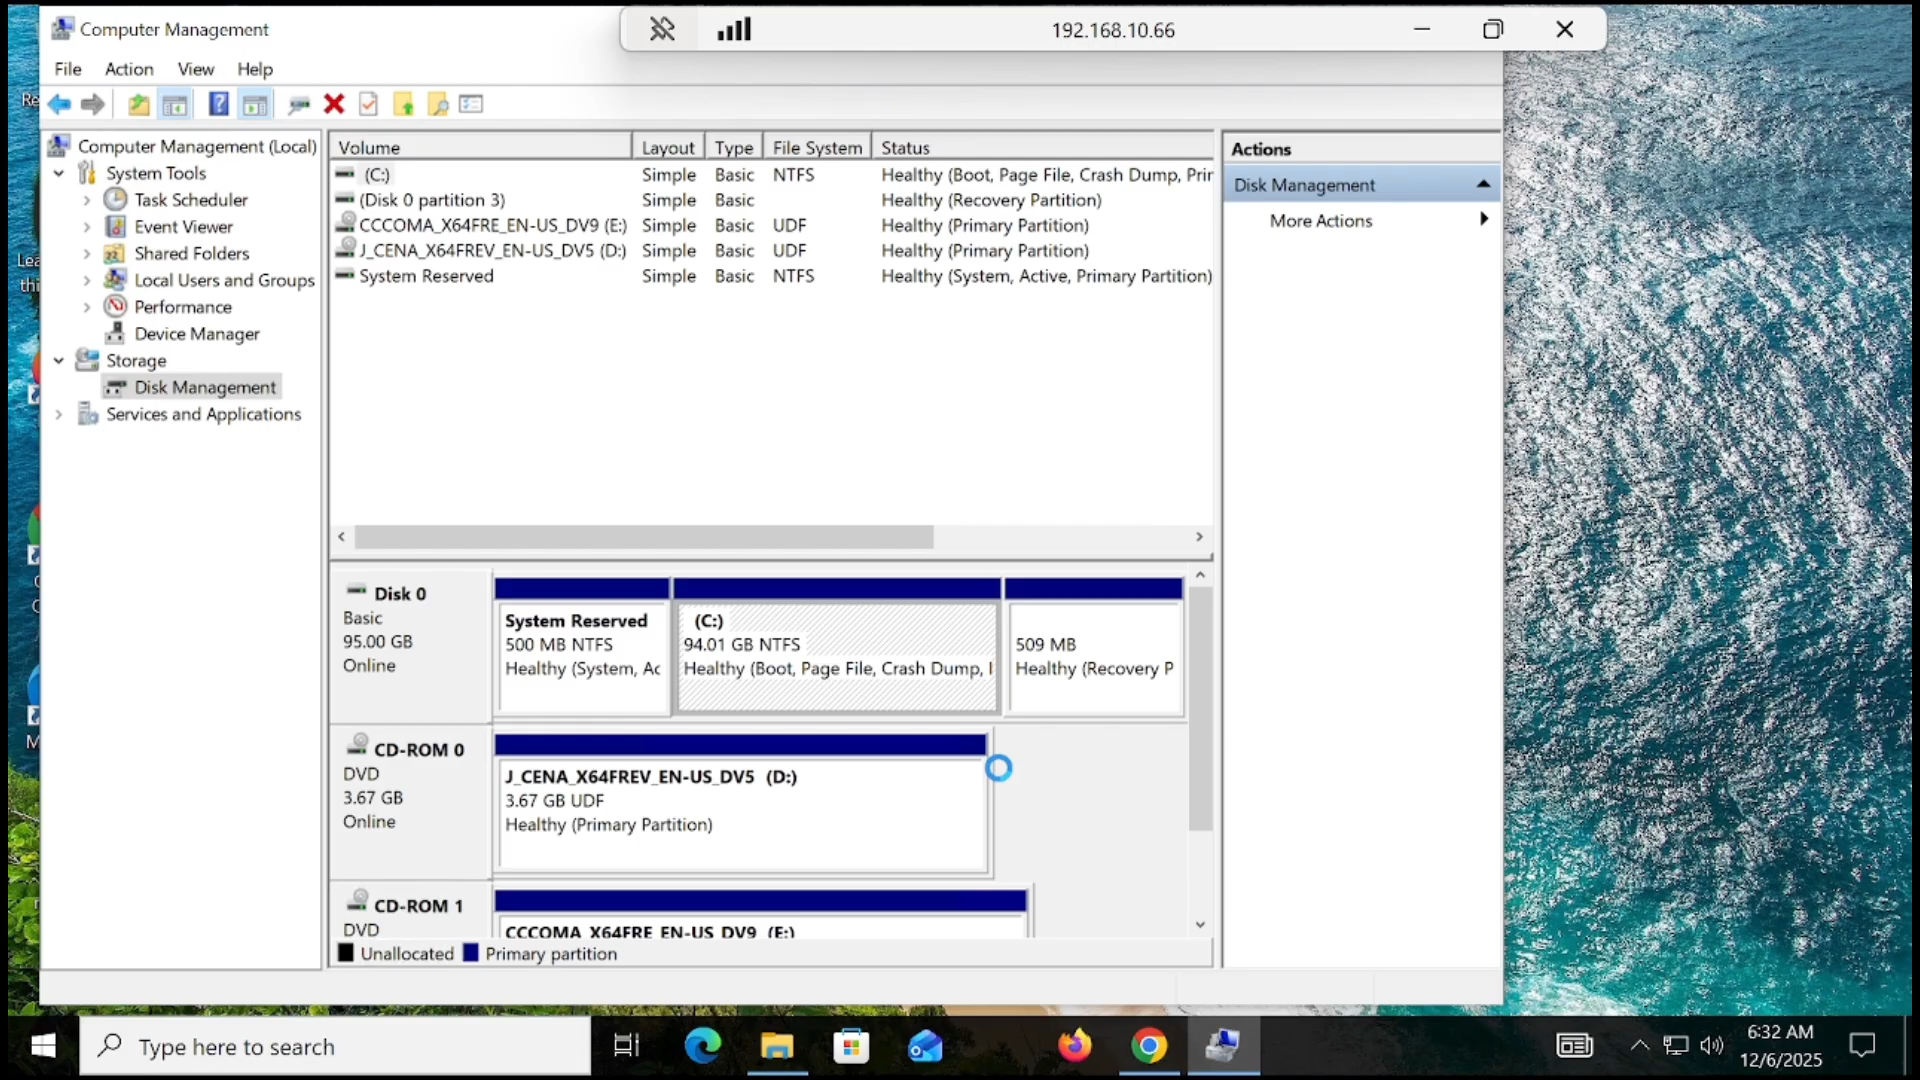 Computer Management
192.168.10.66
File Action View Help
Computer Management (Local)
System Tools
Task Scheduler
Event Viewer
Shared Folders
Local Users and Groups
Performance
Device Manager
Storage
Disk Management
Services and Applications
Volume Layout Type File System Status
(C:) Simple Basic NTFS Healthy (Boot, Page File, Crash Dump, Prir
(Disk 0 partition 3) Simple Basic Healthy (Recovery Partition)
CCCOMA_X64FRE_EN-US_DV9 (E:) Simple Basic UDF Healthy (Primary Partition)
J_CENA_X64FREV_EN-US_DV5 (D:) Simple Basic UDF Healthy (Primary Partition)
System Reserved Simple Basic NTFS Healthy (System, Active, Primary Partition)
Actions
Disk Management
More Actions
Disk 0
Basic
95.00 GB
Online
System Reserved
500 MB NTFS
Healthy (System, Ac
(C:)
94.01 GB NTFS
Healthy (Boot, Page File, Crash Dump, I
509 MB
Healthy (Recovery P
CD-ROM 0
DVD
3.67 GB
Online
J_CENA_X64FREV_EN-US_DV5 (D:)
3.67 GB UDF
Healthy (Primary Partition)
CD-ROM 1
DVD
CCCOMA_X64FRE_EN-US_DV9 (E:)
Unallocated Primary partition
Type here to search
6:32 AM
12/6/2025